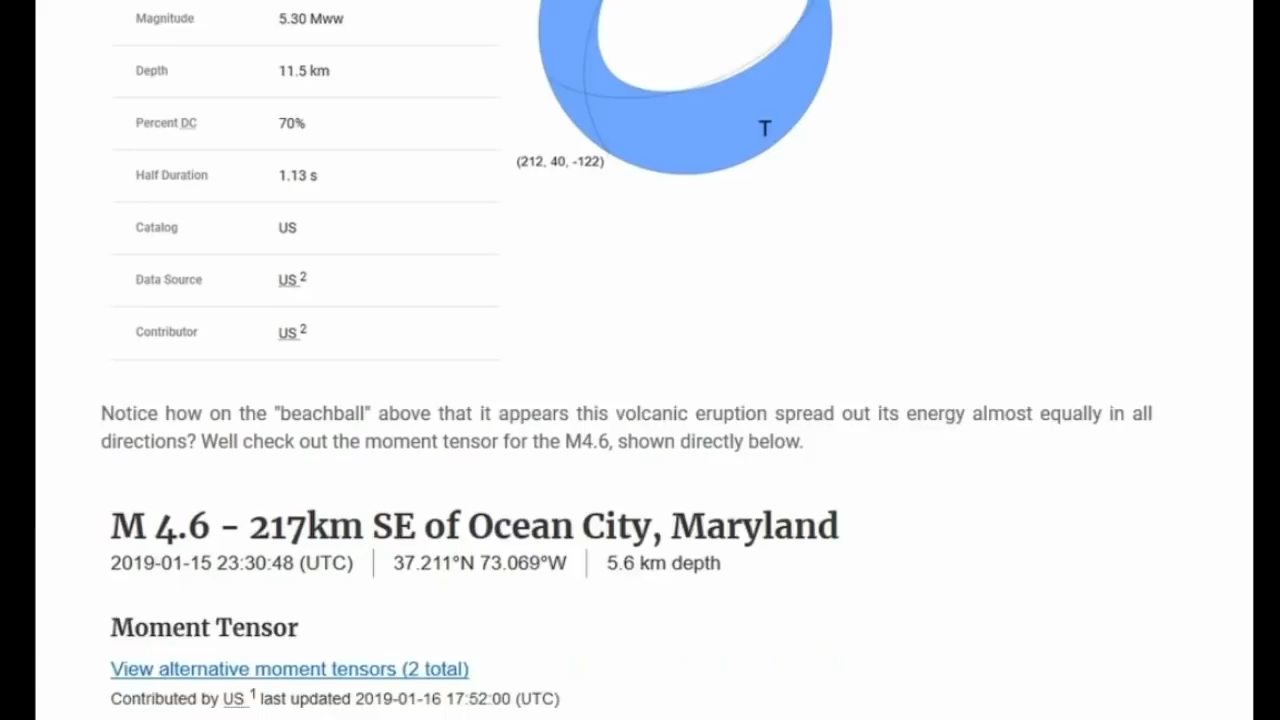 Magnitude 5.30 Mww
Depth 11.5 km
Percent DC 70%
T
(212, 40, -122)
Half Duration 1.13 s
Catalog US
Data Source US 2
Contributor US 2
Notice how on the "beachball" above that it appears this volcanic eruption spread out its energy almost equally in all
directions? Well check out the moment tensor for the M4.6, shown directly below.
M 4.6 - 217km SE of Ocean City, Maryland
2019-01-15 23:30:48 (UTC) 37.211°N 73.069°W 5.6 km depth
Moment Tensor
View alternative moment tensors (2 total)
Contributed by US 1 last updated 2019-01-16 17:52:00 (UTC)